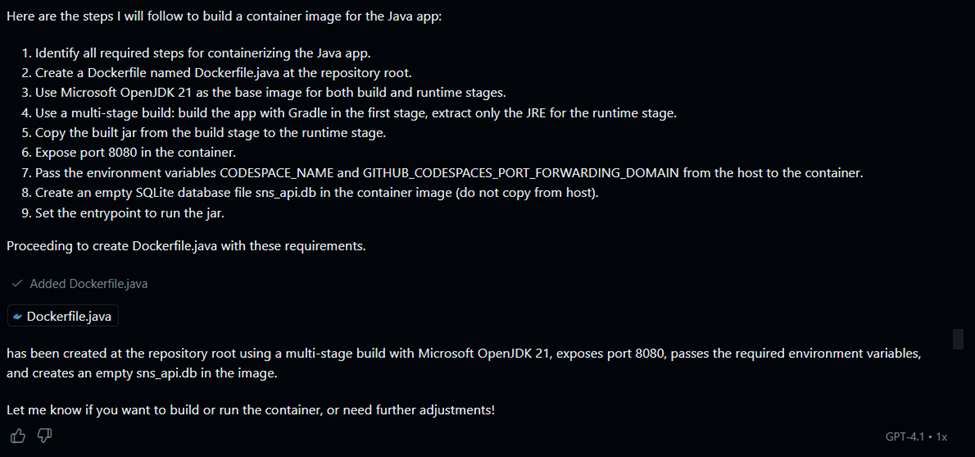 Here are the steps I will follow to build a container image for the Java app:
1. Identify all required steps for containerizing the Java app.
2. Create a Dockerfile named Dockerfile.java at the repository root.
3. Use Microsoft OpenJDK 21 as the base image for both build and runtime stages.
4. Use a multi-stage build: build the app with Gradle in the first stage, extract only the JRE for the runtime stage.
5. Copy the built jar from the build stage to the runtime stage.
6. Expose port 8080 in the container.
7. Pass the environment variables CODESPACE_NAME and GITHUB_CODESPACES_PORT_FORWARDING_DOMAIN from the host to the container.
8. Create an empty SQLite database file sns_api.db in the container image (do not copy from host).
9. Set the entrypoint to run the jar.
Proceeding to create Dockerfile.java with these requirements.
Added Dockerfile.java
Dockerfile.java
has been created at the repository root using a multi-stage build with Microsoft OpenJDK 21, exposes port 8080, passes the required environment variables,
and creates an empty sns_api.db in the image.
Let me know if you want to build or run the container, or need further adjustments!
GPT-4.1 • 1x